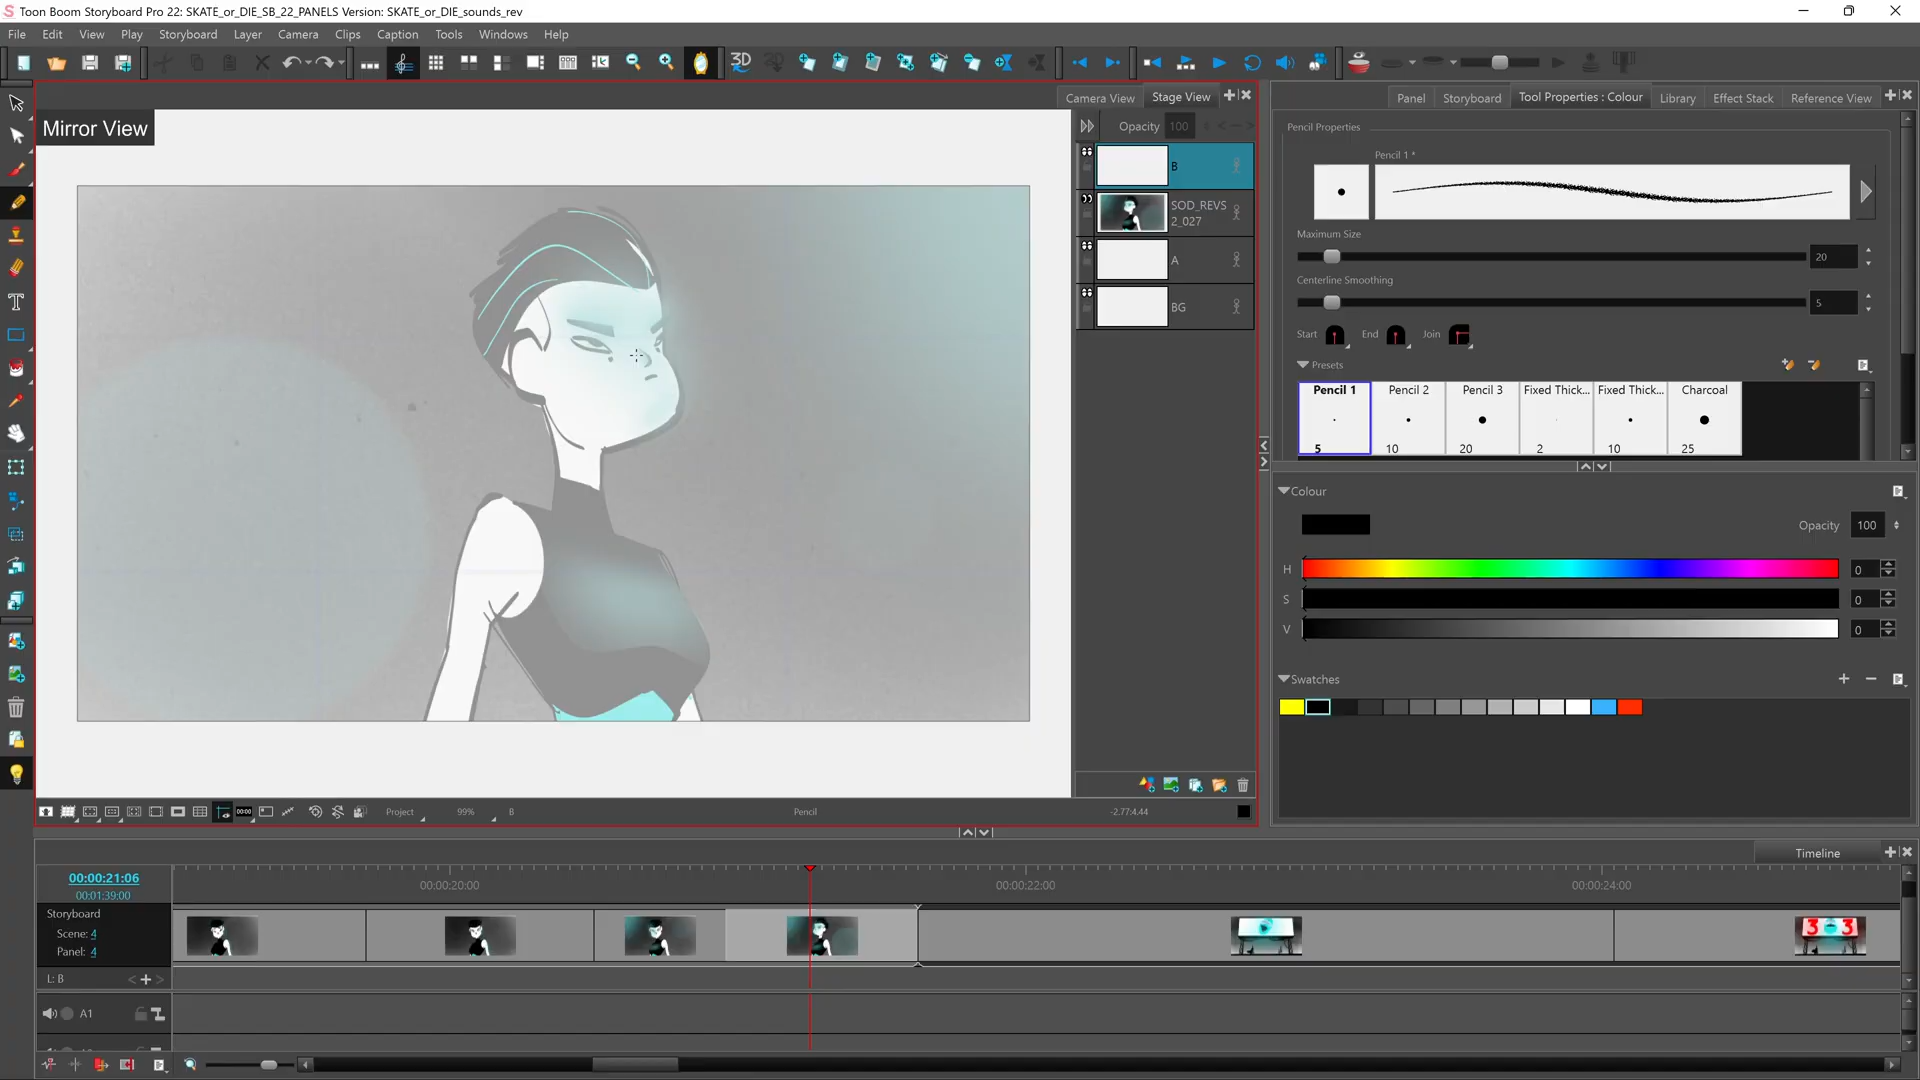 Toon Boom Storyboard Pro 22: SKATE_or_DIE_SB_22_PANELS Version: SKATE_or_DIE_sounds_rev
File Edit View Play Storyboard Layer Camera Clips Caption Tools Windows Help
3D
Camera View Stage View
Panel Storyboard Tool Properties : Colour Library Effect Stack Reference View
Mirror View
Opacity 100
B
SOD_REVS
2_027
A
BG
Pencil Properties
Pencil 1 *
Maximum Size
20
Centerline Smoothing
5
Start End Join
Presets
Pencil 1 Pencil 2 Pencil 3 Fixed Thick... Fixed Thick... Charcoal
5 10 20 2 10 25
Colour
Opacity 100
H 0
S 0
V 0
Swatches
00:00 Project 99% B Pencil -2.77:4.44
Timeline
00:00:21:06
00:01:39:00
00:00:20:00 00:00:22:00 00:00:24:00
Storyboard
Scene: 4
Panel: 4
3 3
L: B
A1